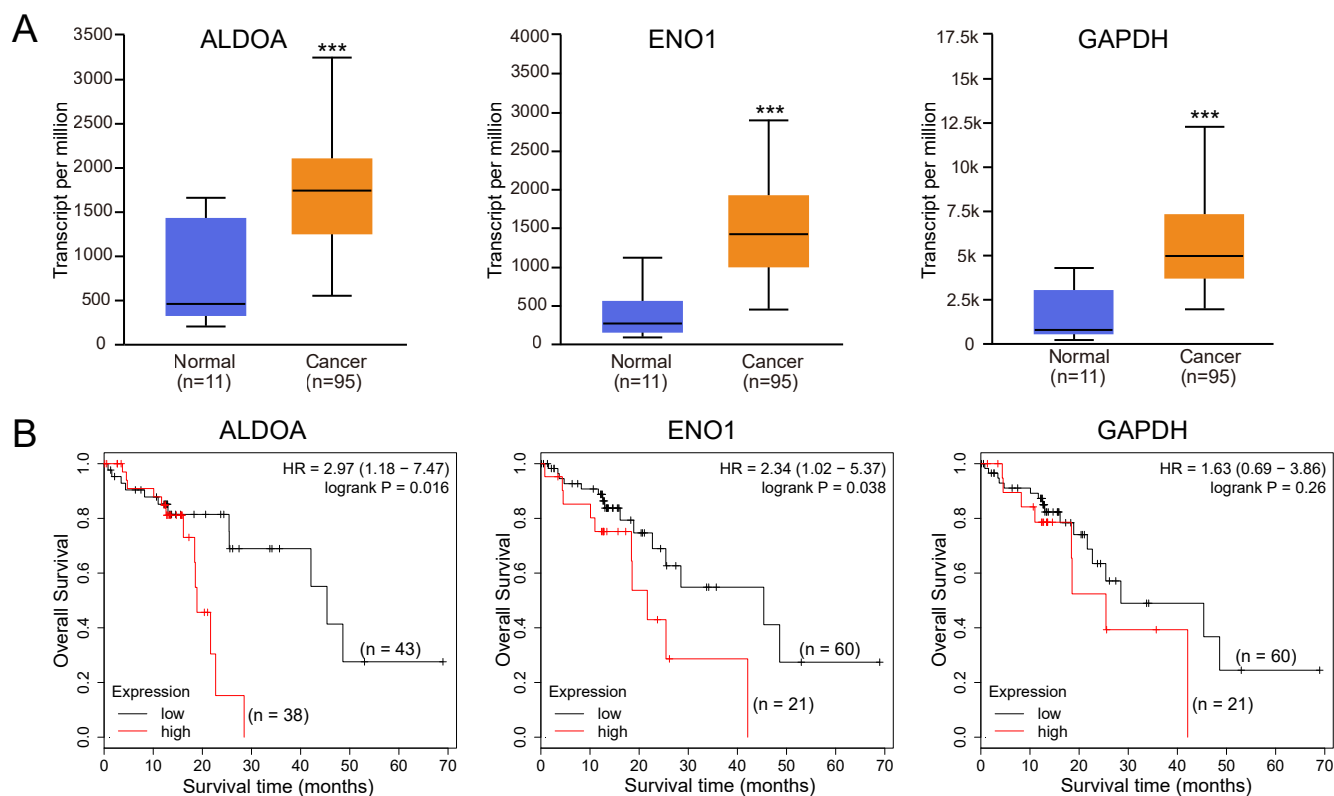 A
ALDOA
Transcript per million
3500
3000
2500
2000
1500
1000
500
0
***
Normal
(n=11)
Cancer
(n=95)
ENO1
Transcript per million
4000
3500
3000
2500
2000
1500
1000
500
0
***
Normal
(n=11)
Cancer
(n=95)
GAPDH
Transcript per million
17.5k
15k
12.5k
10k
7.5k
5k
2.5k
0
***
Normal
(n=11)
Cancer
(n=95)
B
ALDOA
HR = 2.97 (1.18 − 7.47)
logrank P = 0.016
Overall Survival
1.0
0.8
0.6
0.4
0.2
0.0
(n = 43)
(n = 38)
Expression
low
high
0 10 20 30 40 50 60 70
Survival time (months)
ENO1
HR = 2.34 (1.02 − 5.37)
logrank P = 0.038
Overall Survival
1.0
0.8
0.6
0.4
0.2
0.0
(n = 60)
(n = 21)
Expression
low
high
0 10 20 30 40 50 60 70
Survival time (months)
GAPDH
HR = 1.63 (0.69 − 3.86)
logrank P = 0.26
Overall Survival
1.0
0.8
0.6
0.4
0.2
0.0
(n = 60)
(n = 21)
Expression
low
high
0 10 20 30 40 50 60 70
Survival time (months)